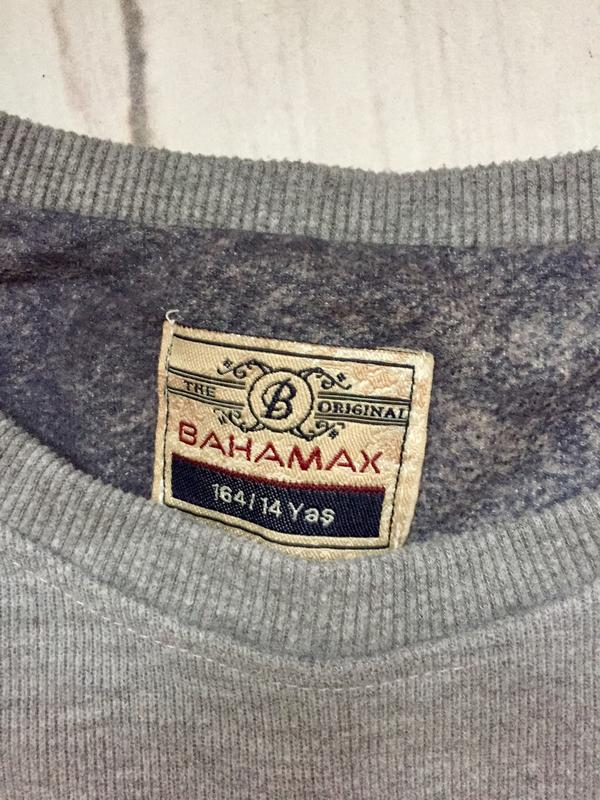 THE B ORIGINAL
BAHAMAX
164/14 Yaş